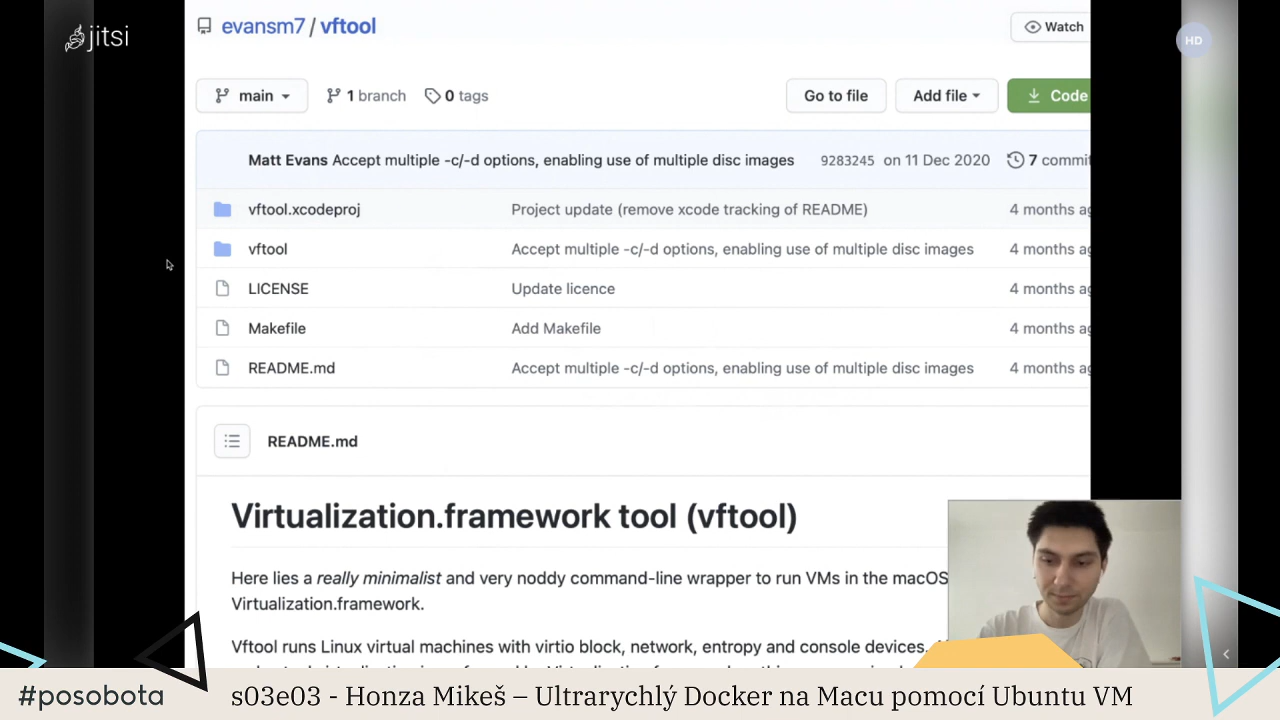 jitsi
HD
evansm7 / vftool
Watch
main
1 branch
0 tags
Go to file
Add file
Code
Matt Evans Accept multiple -c/-d options, enabling use of multiple disc images 9283245 on 11 Dec 2020 7 commit
vftool.xcodeproj Project update (remove xcode tracking of README) 4 months ag
vftool Accept multiple -c/-d options, enabling use of multiple disc images 4 months ag
LICENSE Update licence 4 months ag
Makefile Add Makefile 4 months ag
README.md Accept multiple -c/-d options, enabling use of multiple disc images 4 months ag
README.md
Virtualization.framework tool (vftool)
Here lies a really minimalist and very noddy command-line wrapper to run VMs in the macOS
Virtualization.framework.
Vftool runs Linux virtual machines with virtio block, network, entropy and console devices.
#posobota
s03e03 - Honza Mikeš – Ultrarychlý Docker na Macu pomocí Ubuntu VM